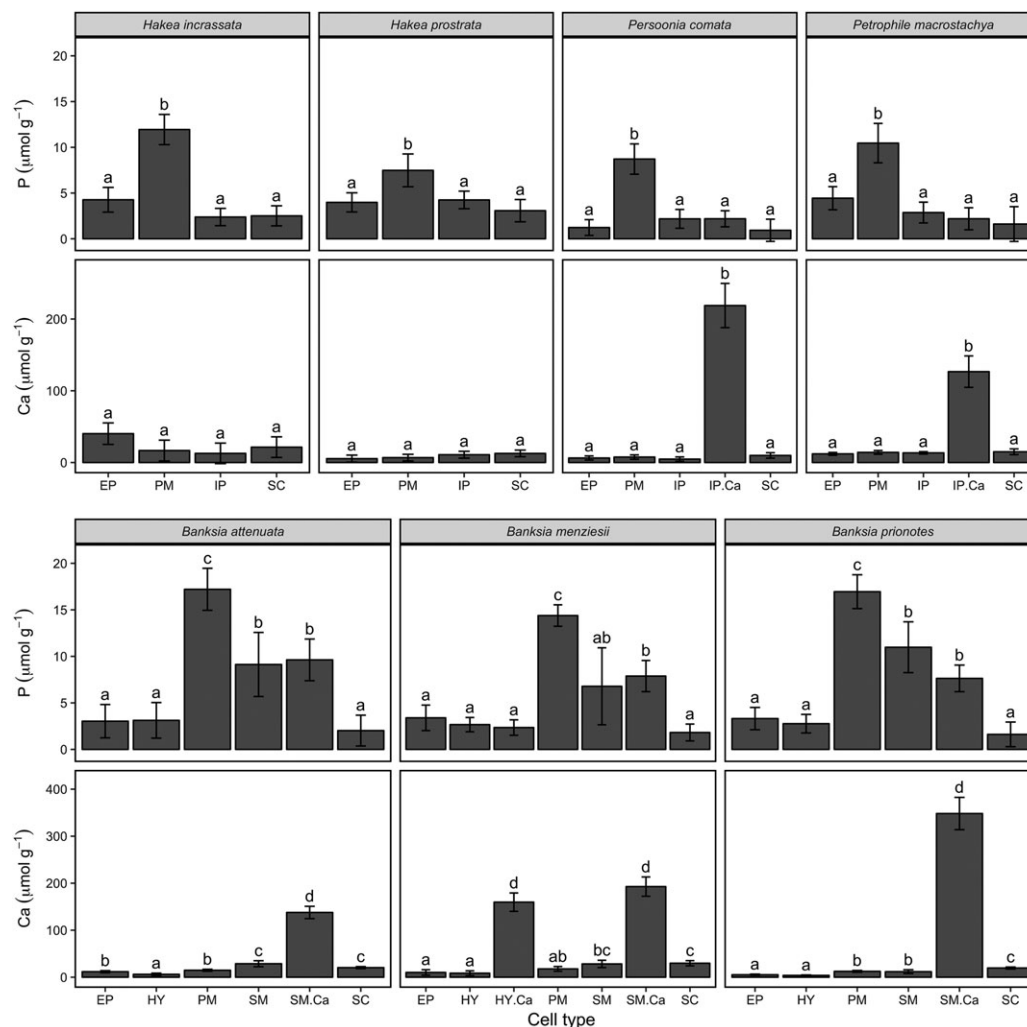 Hakea incrassata Hakea prostrata Persoonia comata Petrophile macrostachya
P (μmol g⁻¹)
20
15
10
5
0
a b a a
a b a a
a b a a a
a b a a a
Ca (μmol g⁻¹)
200
100
0
a a a a
a a a a
a a a b a
a a a b a
EP PM IP SC EP PM IP SC EP PM IP IP.Ca SC EP PM IP IP.Ca SC
Banksia attenuata Banksia menziesii Banksia prionotes
P (μmol g⁻¹)
20
15
10
5
0
a a c b b a
a a a c ab b a
a a c b b a
Ca (μmol g⁻¹)
400
300
200
100
0
b a b c d c
a a d ab bc d c
a a b b d c
EP HY PM SM SM.Ca SC EP HY HY.Ca PM SM SM.Ca SC EP HY PM SM SM.Ca SC
Cell type